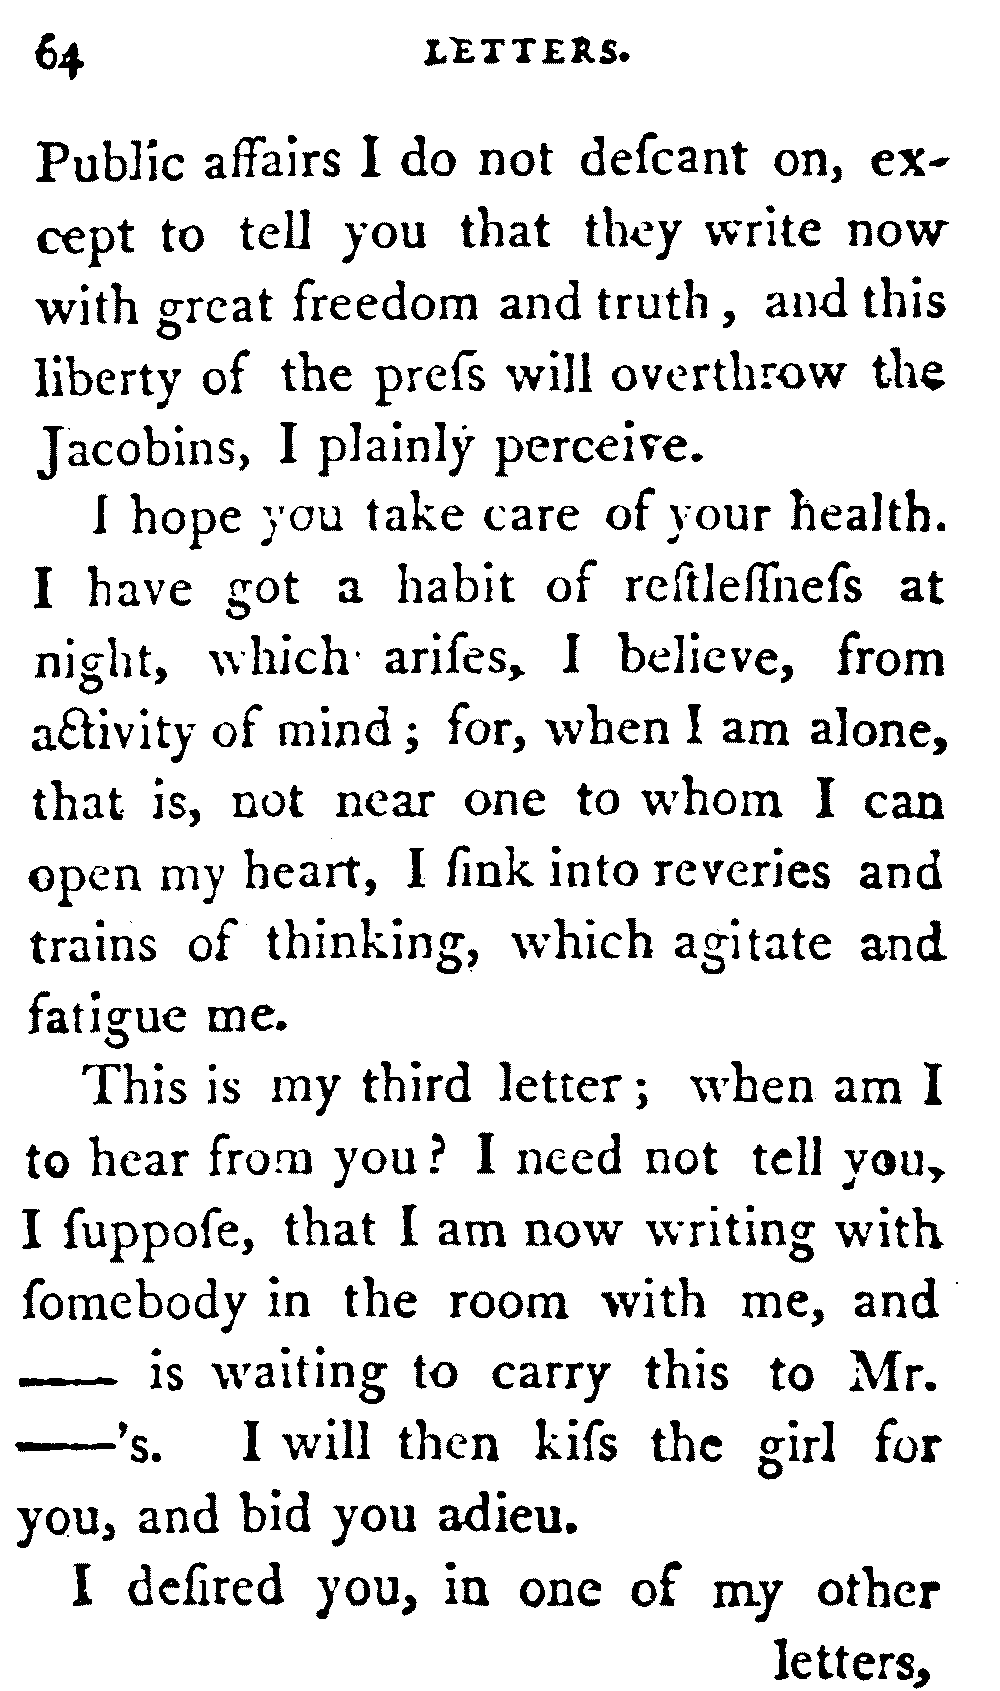 64 LETTERS.
Public affairs I do not deſcant on, ex-
cept to tell you that they write now
with great freedom and truth, and this
liberty of the preſs will overthrow the
Jacobins, I plainly perceive.
I hope you take care of your health.
I have got a habit of reſtleſſneſs at
night, which ariſes, I believe, from
activity of mind; for, when I am alone,
that is, not near one to whom I can
open my heart, I ſink into reveries and
trains of thinking, which agitate and
fatigue me.
This is my third letter; when am I
to hear from you? I need not tell you,
I ſuppoſe, that I am now writing with
ſomebody in the room with me, and
—— is waiting to carry this to Mr.
——'s. I will then kiſs the girl for
you, and bid you adieu.
I deſired you, in one of my other
letters,